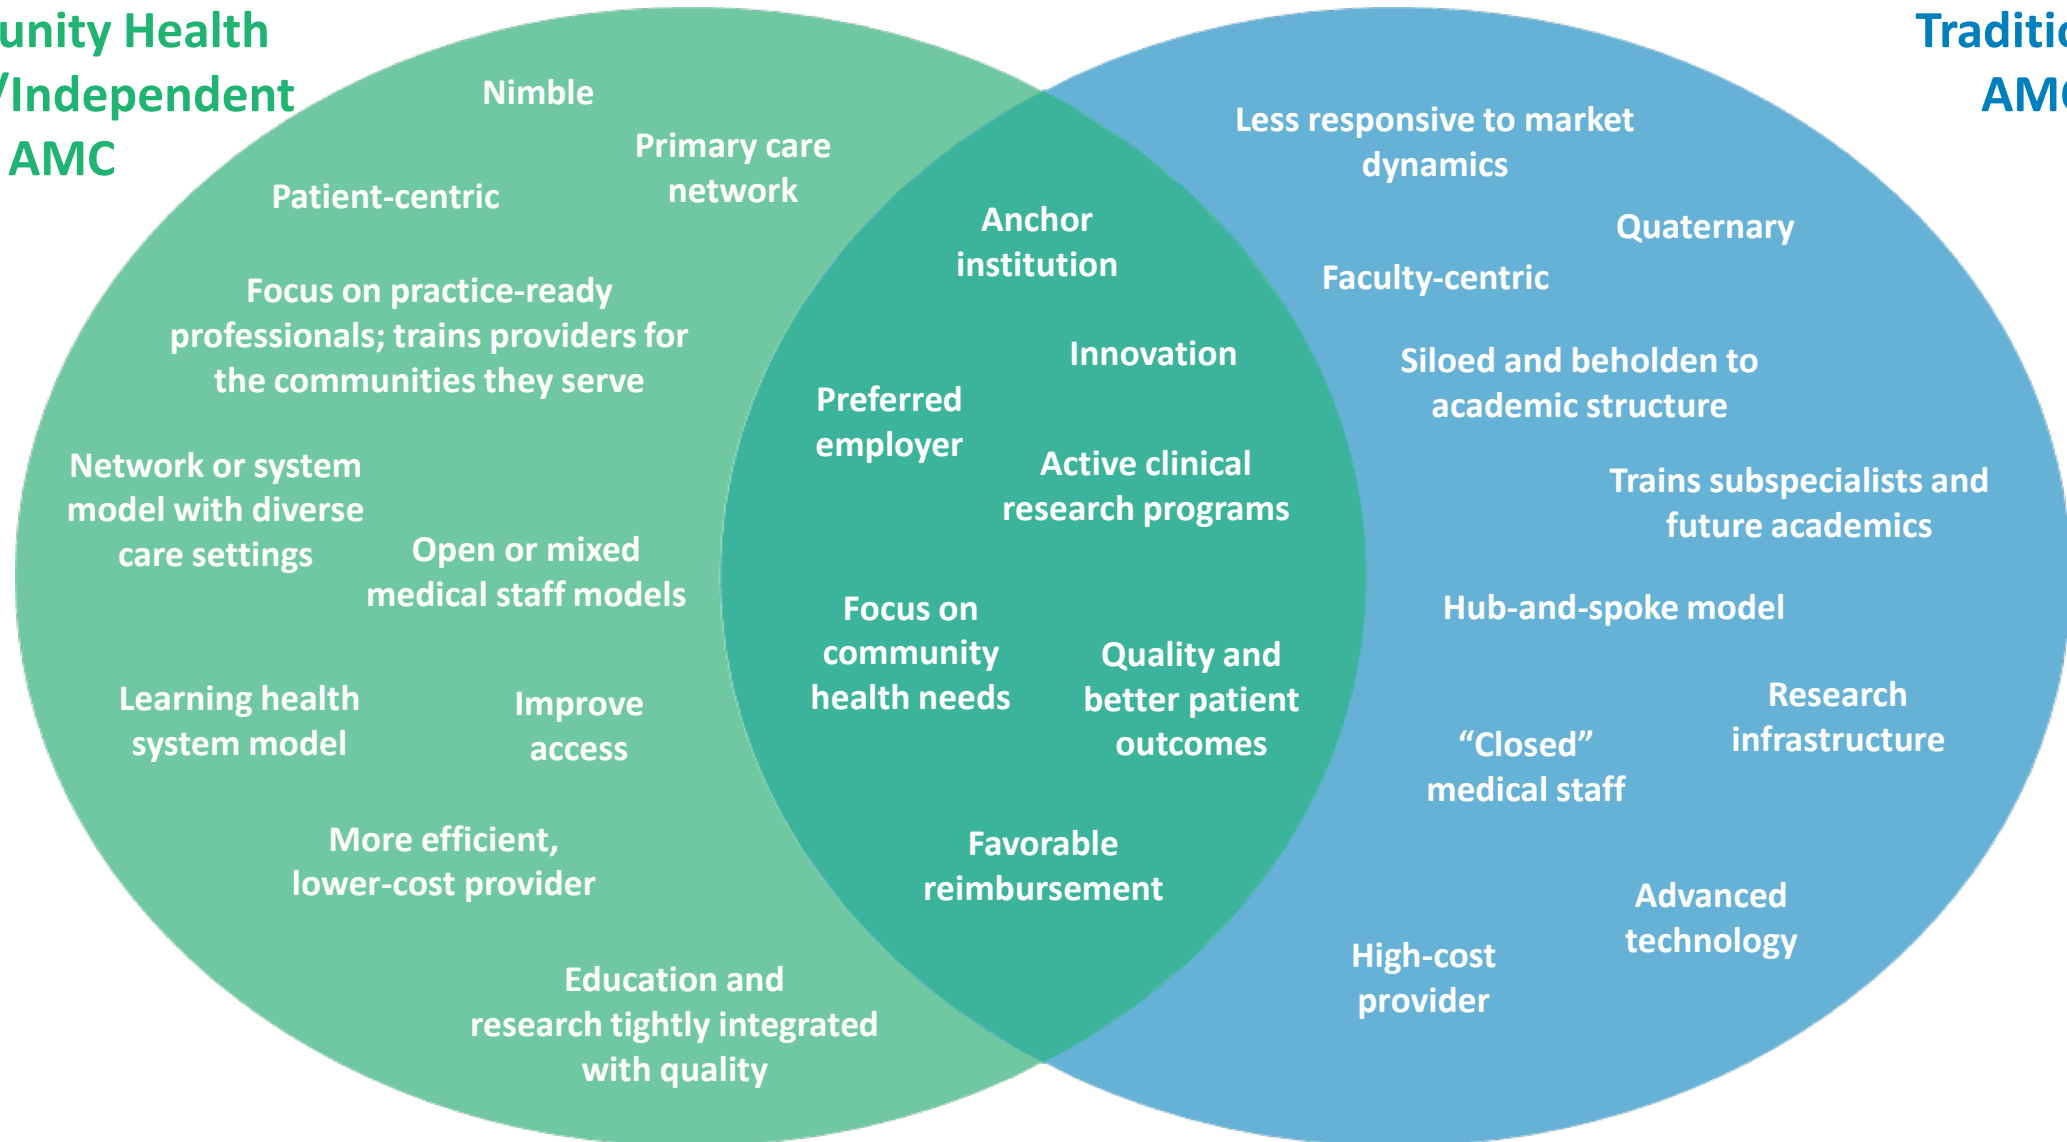 unity Health
/Independent
AMC
Nimble
Primary care
network
Patient-centric
Focus on practice-ready
professionals; trains providers for
the communities they serve
Network or system
model with diverse
care settings
Open or mixed
medical staff models
Learning health
system model
Improve
access
More efficient,
lower-cost provider
Education and
research tightly integrated
with quality
Anchor
institution
Innovation
Preferred
employer
Active clinical
research programs
Focus on
community
health needs
Quality and
better patient
outcomes
Favorable
reimbursement
Traditio
AMC
Less responsive to market
dynamics
Quaternary
Faculty-centric
Siloed and beholden to
academic structure
Trains subspecialists and
future academics
Hub-and-spoke model
Research
infrastructure
“Closed”
medical staff
Advanced
technology
High-cost
provider